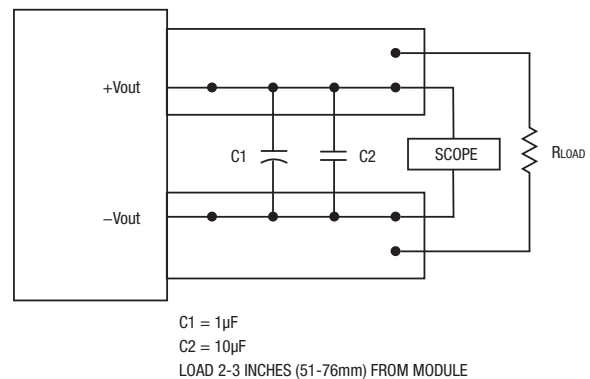 +Vout
C1
C2
SCOPE
RLOAD
−Vout
C1 = 1µF
C2 = 10µF
LOAD 2-3 INCHES (51-76mm) FROM MODULE